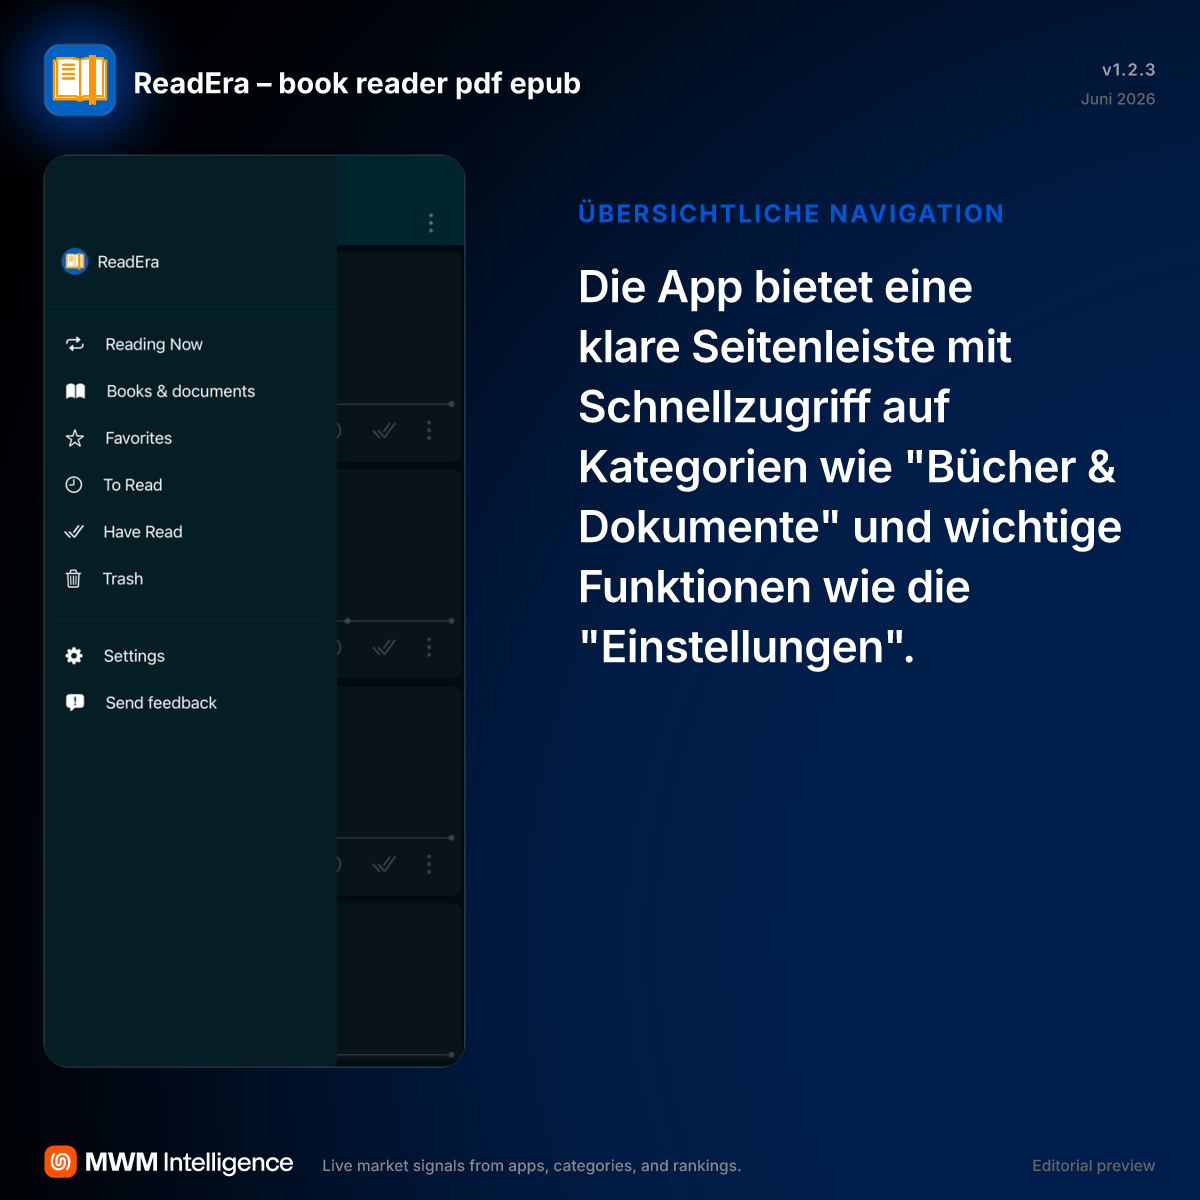 ReadEra – book reader pdf epub
v1.2.3
Juni 2026
ReadEra
Reading Now
Books & documents
Favorites
To Read
Have Read
Trash
Settings
Send feedback
ÜBERSICHTLICHE NAVIGATION
Die App bietet eine
klare Seitenleiste mit
Schnellzugriff auf
Kategorien wie "Bücher &
Dokumente" und wichtige
Funktionen wie die
"Einstellungen".
MWM Intelligence
Live market signals from apps, categories, and rankings.
Editorial preview